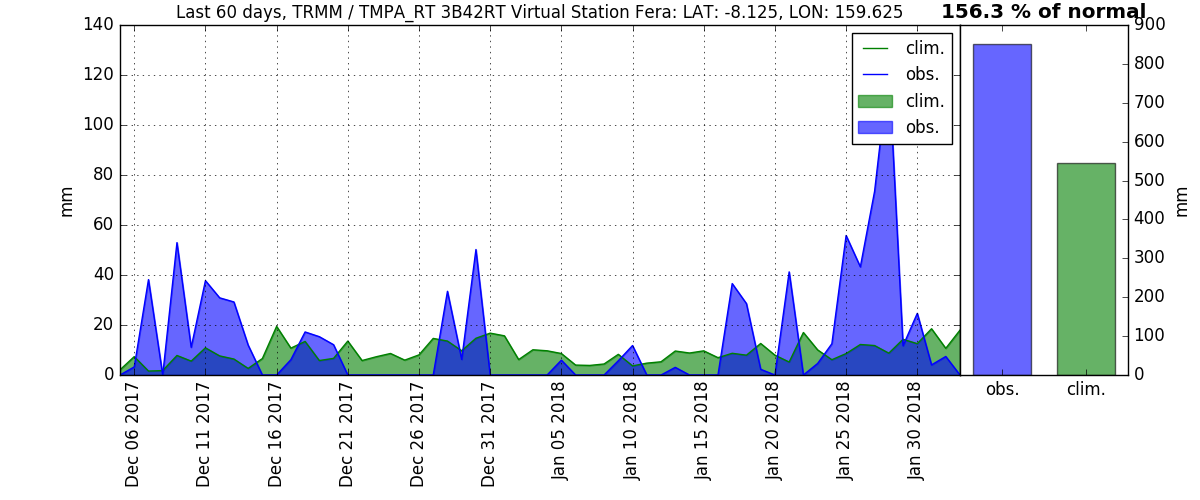 Last 60 days, TRMM / TMPA_RT 3B42RT Virtual Station Fera: LAT: -8.125, LON: 159.625
156.3 % of normal
140
120
100
80
60
40
20
0
mm
clim.
obs.
clim.
obs.
900
800
700
600
500
400
300
200
100
0
mm
obs.
clim.
Dec 06 2017
Dec 11 2017
Dec 16 2017
Dec 21 2017
Dec 26 2017
Dec 31 2017
Jan 05 2018
Jan 10 2018
Jan 15 2018
Jan 20 2018
Jan 25 2018
Jan 30 2018